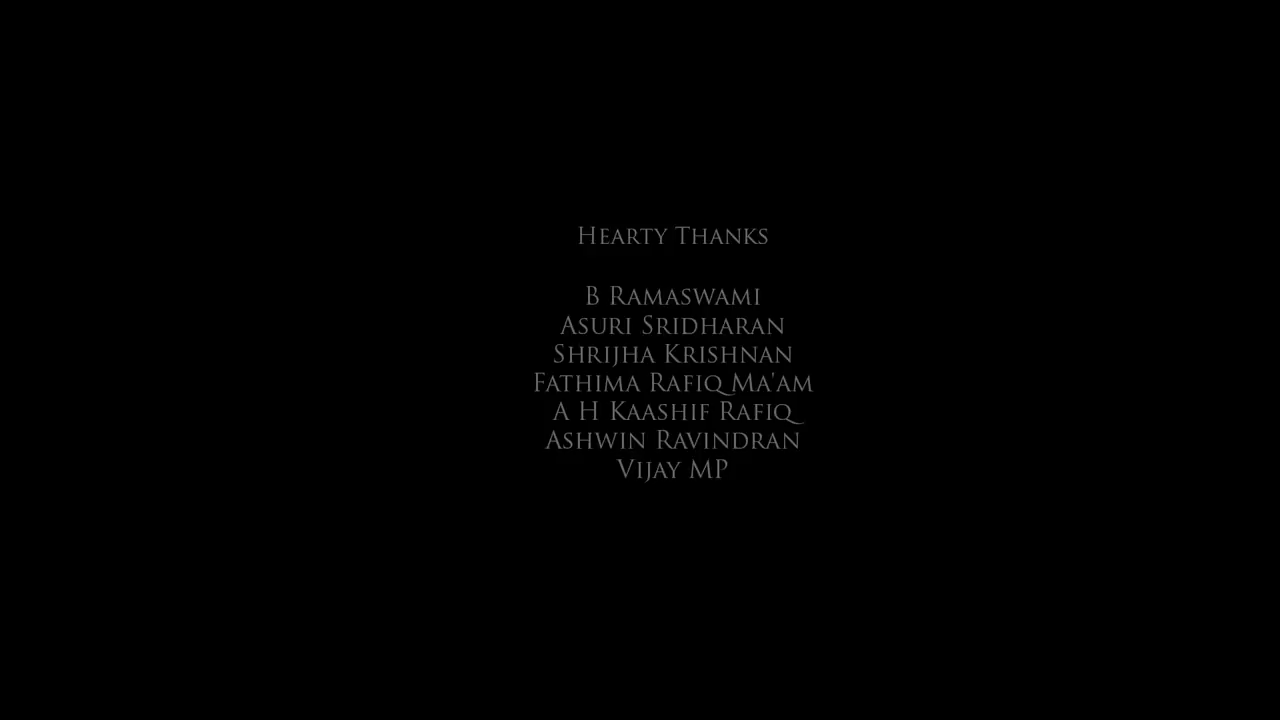 Hearty Thanks
B Ramaswami
Asuri Sridharan
Shrijha Krishnan
Fathima Rafiq Ma'am
A H Kaashif Rafiq
Ashwin Ravindran
Vijay MP